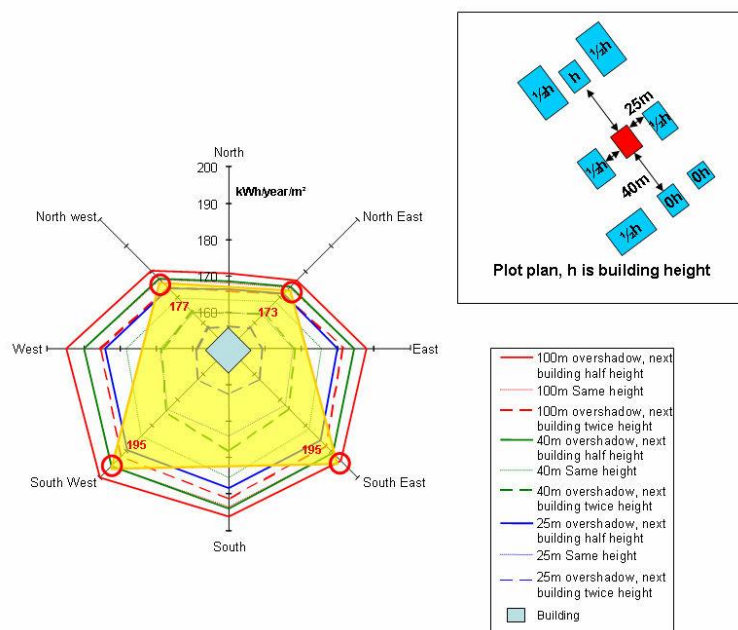 200
North
190
kWh/year/m²
180
170
160
North west
North East
177
173
West
East
195
195
South West
South East
South
½h
h
½h
25m
½h
½h
40m
0h
0h
½h
Plot plan, h is building height
100m overshadow, next
building half height
100m Same height
100m overshadow, next
building twice height
40m overshadow, next
building half height
40m Same height
40m overshadow, next
building twice height
25m overshadow, next
building half height
25m Same height
25m overshadow, next
building twice height
Building